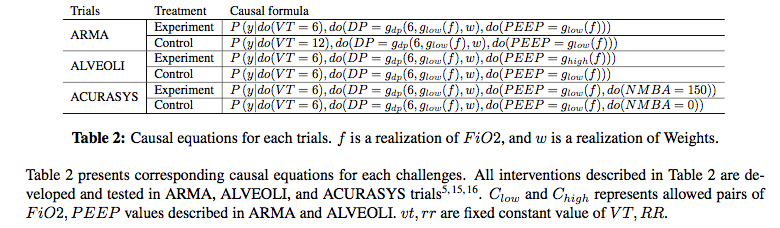 Trials Treatment Causal formula
ARMA Experiment P(y|do(VT = 6), do(DP = g_dp(6, g_low(f), w), do(PEEP = g_low(f)))
Control P(y|do(VT = 12), do(DP = g_dp(6, g_low(f), w), do(PEEP = g_low(f)))
ALVEOLI Experiment P(y|do(VT = 6), do(DP = g_dp(6, g_low(f), w), do(PEEP = g_high(f)))
Control P(y|do(VT = 6), do(DP = g_dp(6, g_low(f), w), do(PEEP = g_low(f)))
ACURASYS Experiment P(y|do(VT = 6), do(DP = g_dp(6, g_low(f), w), do(PEEP = g_low(f), do(NMBA = 150))
Control P(y|do(VT = 6), do(DP = g_dp(6, g_low(f), w), do(PEEP = g_low(f), do(NMBA = 0))
Table 2: Causal equations for each trials. f is a realization of FiO2, and w is a realization of Weights.
Table 2 presents corresponding causal equations for each challenges. All interventions described in Table 2 are de-
veloped and tested in ARMA, ALVEOLI, and ACURASYS trials5,15,16. C_low and C_high represents allowed pairs of
FiO2, PEEP values described in ARMA and ALVEOLI. vt, rr are fixed constant value of VT, RR.